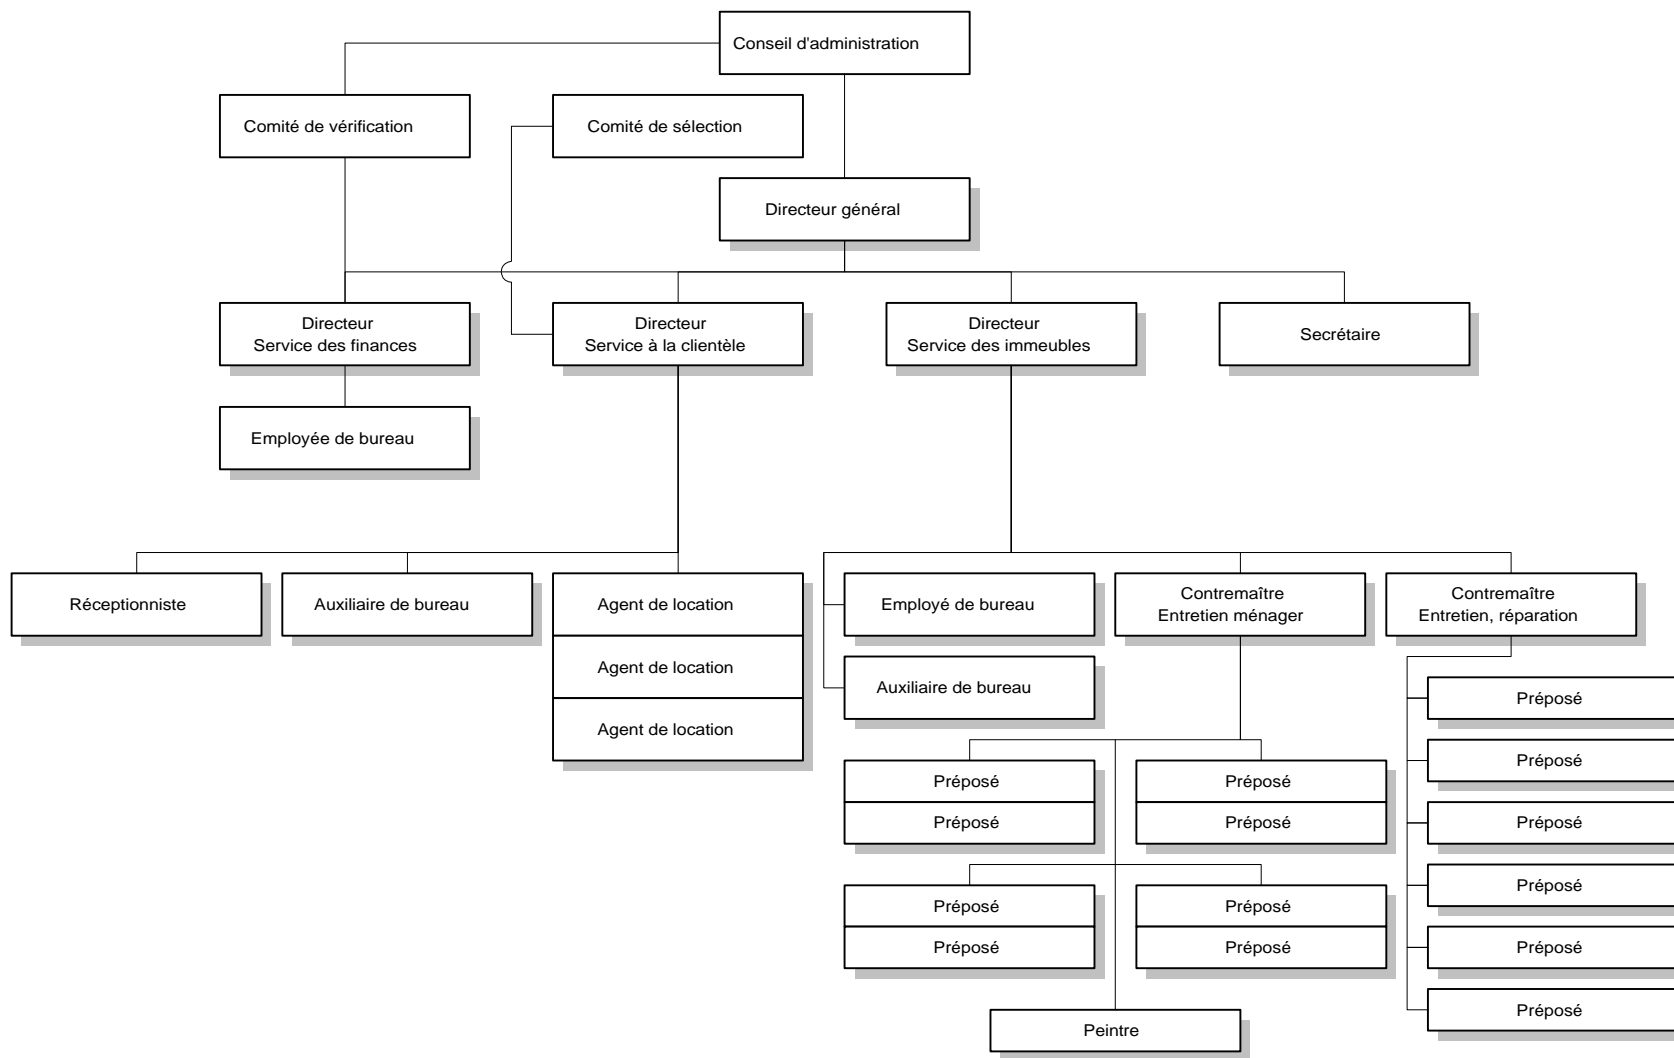 Conseil d'administration
Comité de vérification
Comité de sélection
Directeur général
Directeur
Service des finances
Directeur
Service à la clientèle
Directeur
Service des immeubles
Secrétaire
Employée de bureau
Réceptionniste
Auxiliaire de bureau
Agent de location
Agent de location
Agent de location
Employé de bureau
Auxiliaire de bureau
Contremaître
Entretien ménager
Contremaître
Entretien, réparation
Préposé
Préposé
Préposé
Préposé
Préposé
Préposé
Préposé
Préposé
Peintre
Préposé
Préposé
Préposé
Préposé
Préposé
Préposé